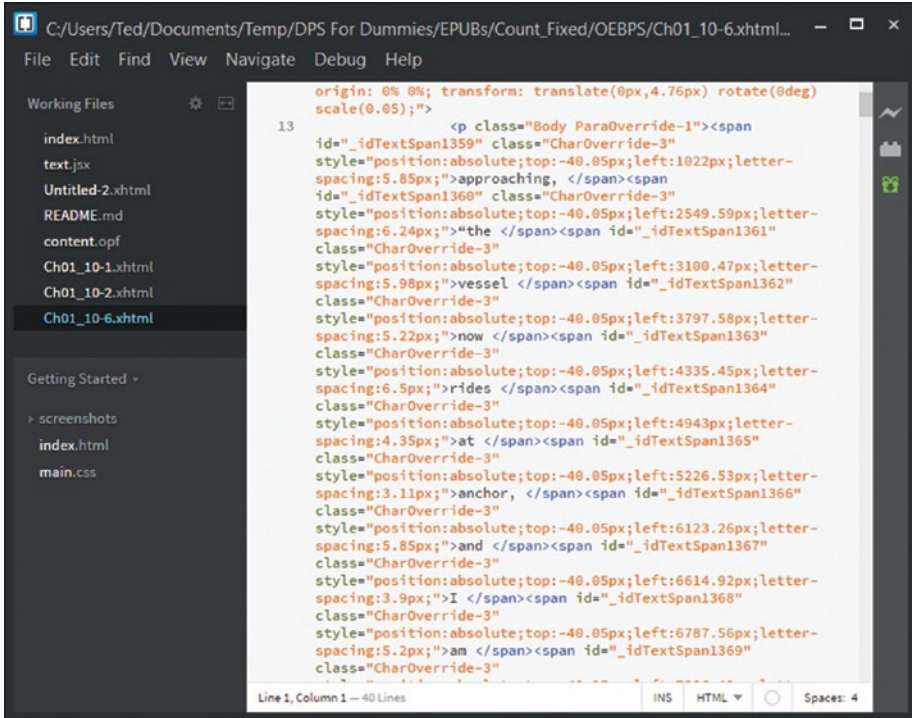 C:/Users/Ted/Documents/Temp/DPS For Dummies/EPUBs/Count_Fixed/OEBPS/Ch01_10-6.xhtml...
File Edit Find View Navigate Debug Help
Working Files
index.html
text.jsx
Untitled-2.xhtml
README.md
content.opf
Ch01_10-1.xhtml
Ch01_10-2.xhtml
Ch01_10-6.xhtml
Getting Started
screenshots
index.html
main.css
origin: 0% 0%; transform: translate(0px,4.76px) rotate(0deg)
scale(0.05);">
13 <p class="Body ParaOverride-1"><span
id="_idTextSpan1359" class="CharOverride-3"
style="position:absolute;top:-40.05px;left:1022px;letter-
spacing:5.85px;">approaching, </span><span
id="_idTextSpan1360" class="CharOverride-3"
style="position:absolute;top:-40.05px;left:2549.59px;letter-
spacing:6.24px;">“the </span><span id="_idTextSpan1361"
class="CharOverride-3"
style="position:absolute;top:-40.05px;left:3100.47px;letter-
spacing:5.98px;">vessel </span><span id="_idTextSpan1362"
class="CharOverride-3"
style="position:absolute;top:-40.05px;left:3797.58px;letter-
spacing:5.22px;">now </span><span id="_idTextSpan1363"
class="CharOverride-3"
style="position:absolute;top:-40.05px;left:4335.45px;letter-
spacing:6.5px;">rides </span><span id="_idTextSpan1364"
class="CharOverride-3"
style="position:absolute;top:-40.05px;left:4943px;letter-
spacing:4.35px;">at </span><span id="_idTextSpan1365"
class="CharOverride-3"
style="position:absolute;top:-40.05px;left:5226.53px;letter-
spacing:3.11px;">anchor, </span><span id="_idTextSpan1366"
class="CharOverride-3"
style="position:absolute;top:-40.05px;left:6123.26px;letter-
spacing:5.85px;">and </span><span id="_idTextSpan1367"
class="CharOverride-3"
style="position:absolute;top:-40.05px;left:6614.92px;letter-
spacing:3.9px;">I </span><span id="_idTextSpan1368"
class="CharOverride-3"
style="position:absolute;top:-40.05px;left:6787.56px;letter-
spacing:5.2px;">am </span><span id="_idTextSpan1369"
class="CharOverride-3"
Line 1, Column 1 — 40 Lines INS HTML Spaces: 4